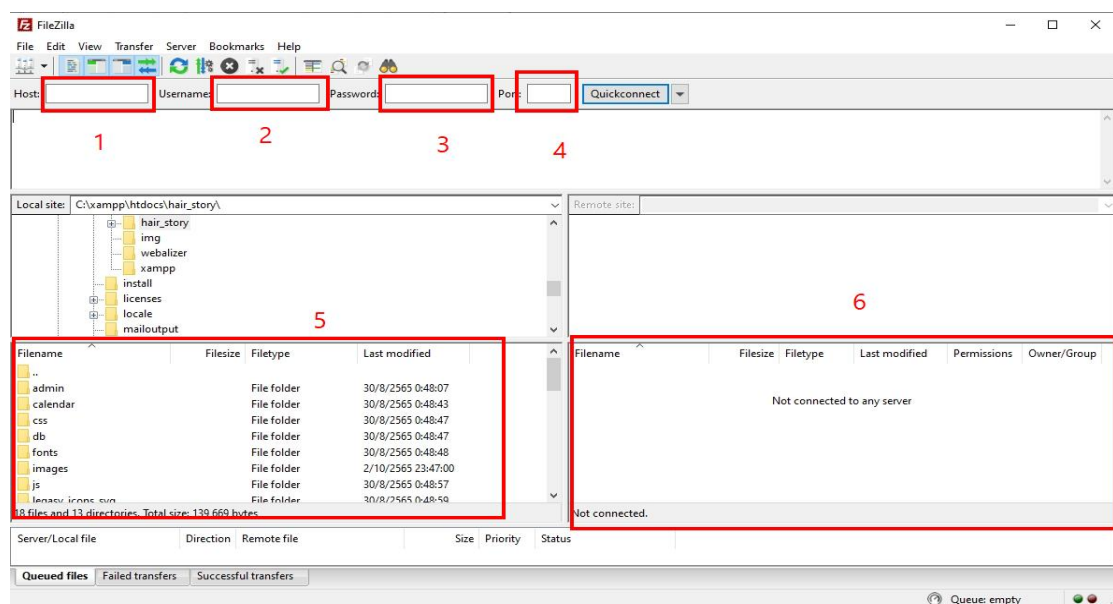 FileZilla
File Edit View Transfer Server Bookmarks Help
Host: Username: Password: Port: Quickconnect
1 2 3 4
Local site: C:\xampp\htdocs\hair_story\ Remote site:
hair_story
img
webalizer
xampp
install
licenses
locale
mailoutput
5 6
Filename Filesize Filetype Last modified
..
admin File folder 30/8/2565 0:48:07
calendar File folder 30/8/2565 0:48:43
css File folder 30/8/2565 0:48:47
db File folder 30/8/2565 0:48:47
fonts File folder 30/8/2565 0:48:48
images File folder 2/10/2565 23:47:00
js File folder 30/8/2565 0:48:57
legasy_icons_svg File folder 30/8/2565 0:48:59
18 files and 13 directories. Total size: 139,669 bytes
Filename Filesize Filetype Last modified Permissions Owner/Group
Not connected to any server
Not connected.
Server/Local file Direction Remote file Size Priority Status
Queued files Failed transfers Successful transfers
Queue: empty